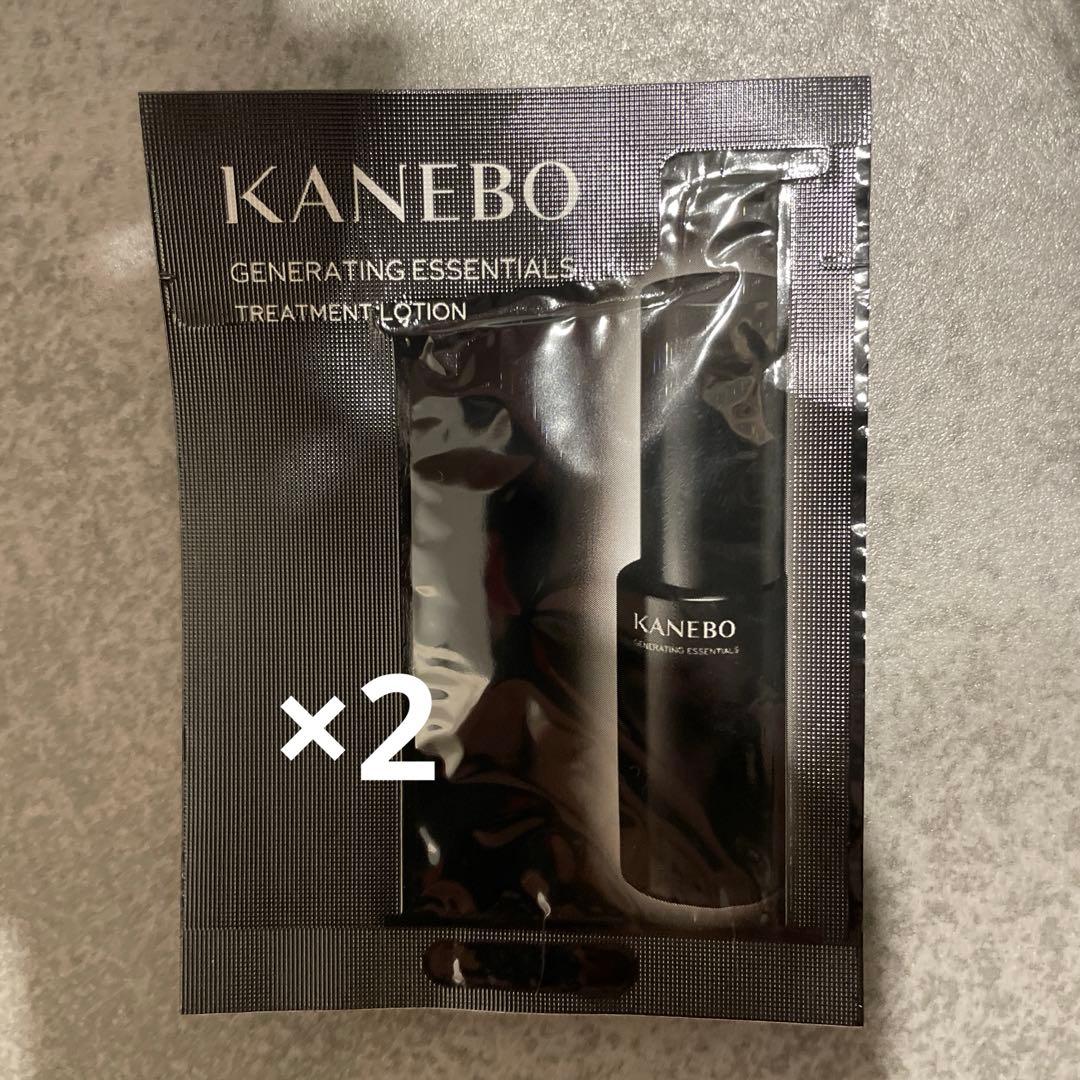 KANEBO
GENERATING ESSENTIALS
TREATMENT LOTION
KANEBO
GENERATING ESSENTIALS
×2